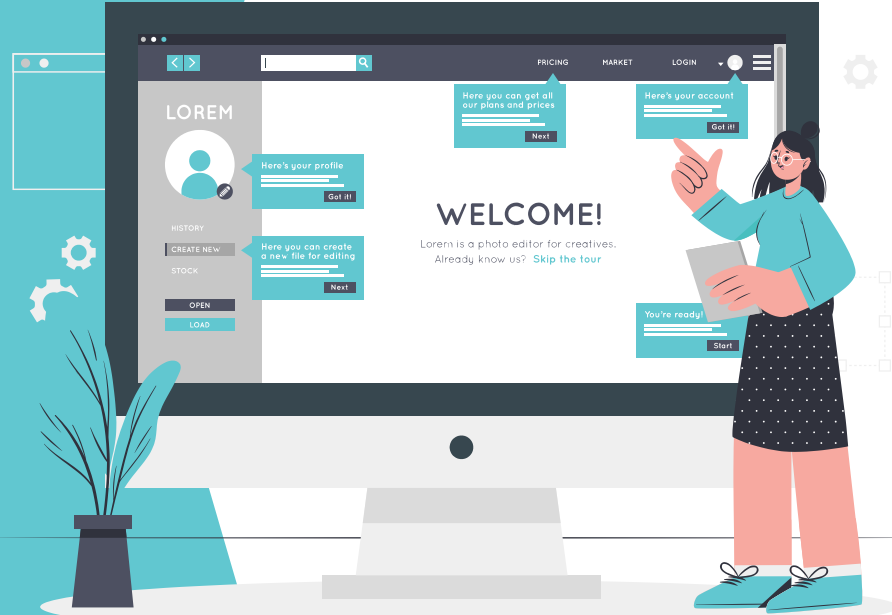 PRICING
MARKET
LOGIN
LOREM
Here you can get all
our plans and prices
Next
Here's your account
Got it!
Here's your profile
Got it!
HISTORY
CREATE NEW
STOCK
Here you can create
a new file for editing
Next
OPEN
LOAD
WELCOME!
Lorem is a photo editor for creatives.
Already know us? Skip the tour
You're ready!
Start